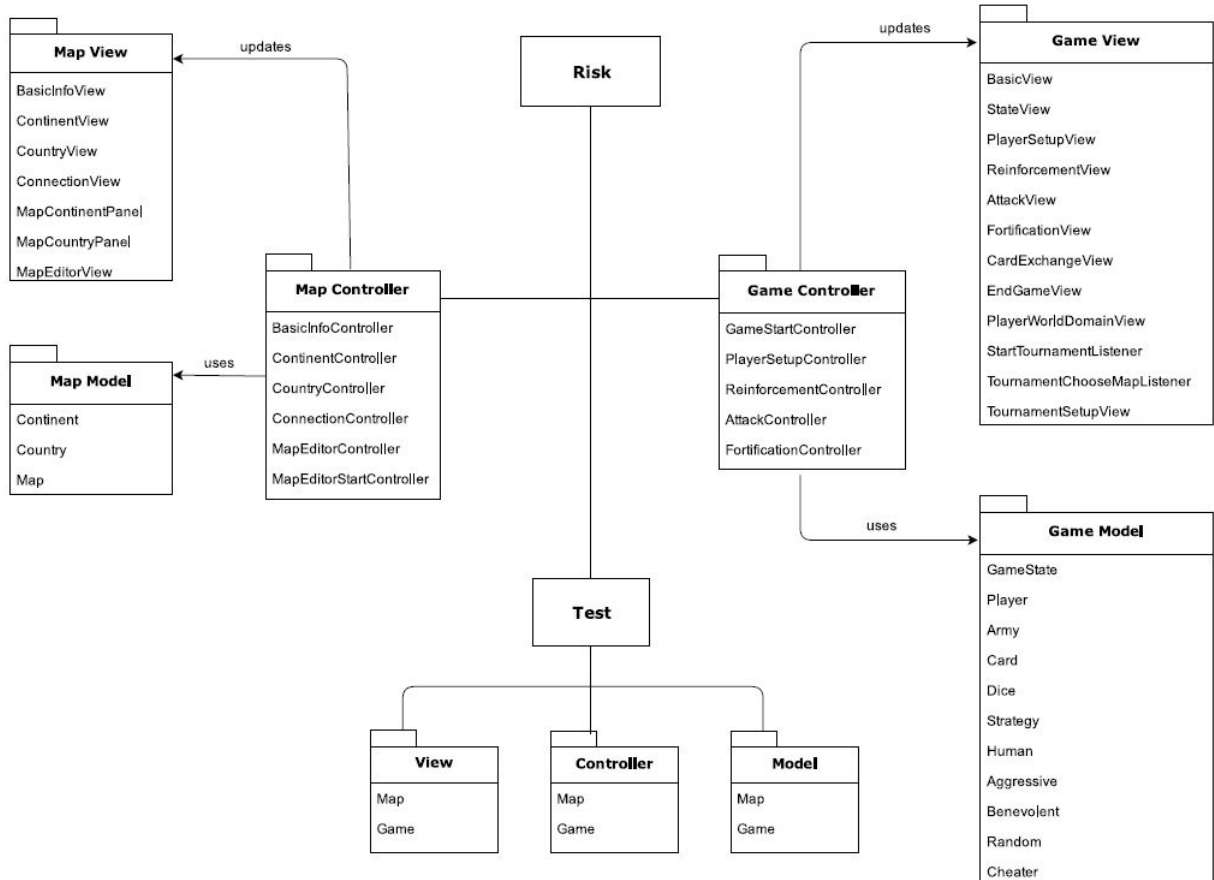 Map View
BasicInfoView
ContinentView
CountryView
ConnectionView
MapContinentPanel
MapCountryPanel
MapEditorView
updates
Risk
updates
Game View
BasicView
StateView
PlayerSetupView
ReinforcementView
AttackView
FortificationView
CardExchangeView
EndGameView
PlayerWorldDomainView
StartTournamentListener
TournamentChooseMapListener
TournamentSetupView
Map Controller
BasicInfoController
ContinentController
CountryController
ConnectionController
MapEditorController
MapEditorStartController
Game Controller
GameStartController
PlayerSetupController
ReinforcementController
AttackController
FortificationController
uses
Map Model
Continent
Country
Map
uses
Game Model
GameState
Player
Army
Card
Dice
Strategy
Human
Aggressive
Benevolent
Random
Cheater
Test
View
Map
Game
Controller
Map
Game
Model
Map
Game